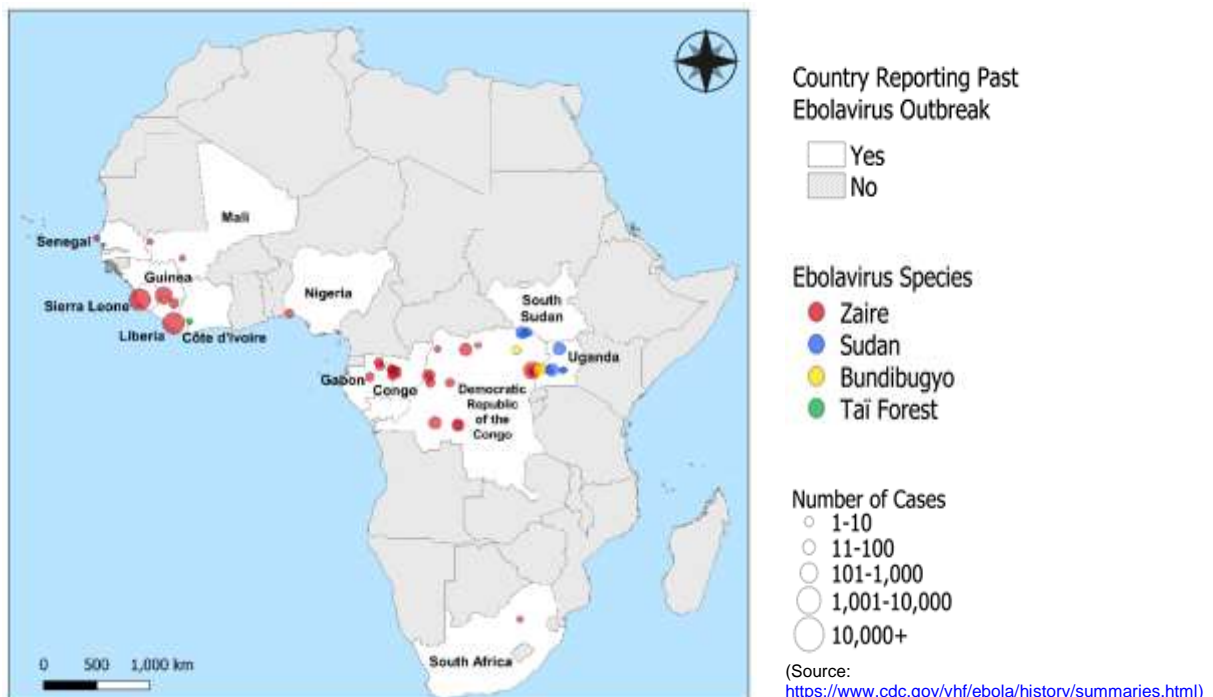 Mali
Senegal
Guinea
Sierra Leone
Liberia
Côte d'Ivoire
Nigeria
South
Sudan
Uganda
Gabon
Congo
Democratic
Republic
of the
Congo
South Africa
0 500 1,000 km
Country Reporting Past
Ebolavirus Outbreak
Yes
No
Ebolavirus Species
Zaire
Sudan
Bundibugyo
Taï Forest
Number of Cases
1-10
11-100
101-1,000
1,001-10,000
10,000+
(Source:
https://www.cdc.gov/vhf/ebola/history/summaries.html)